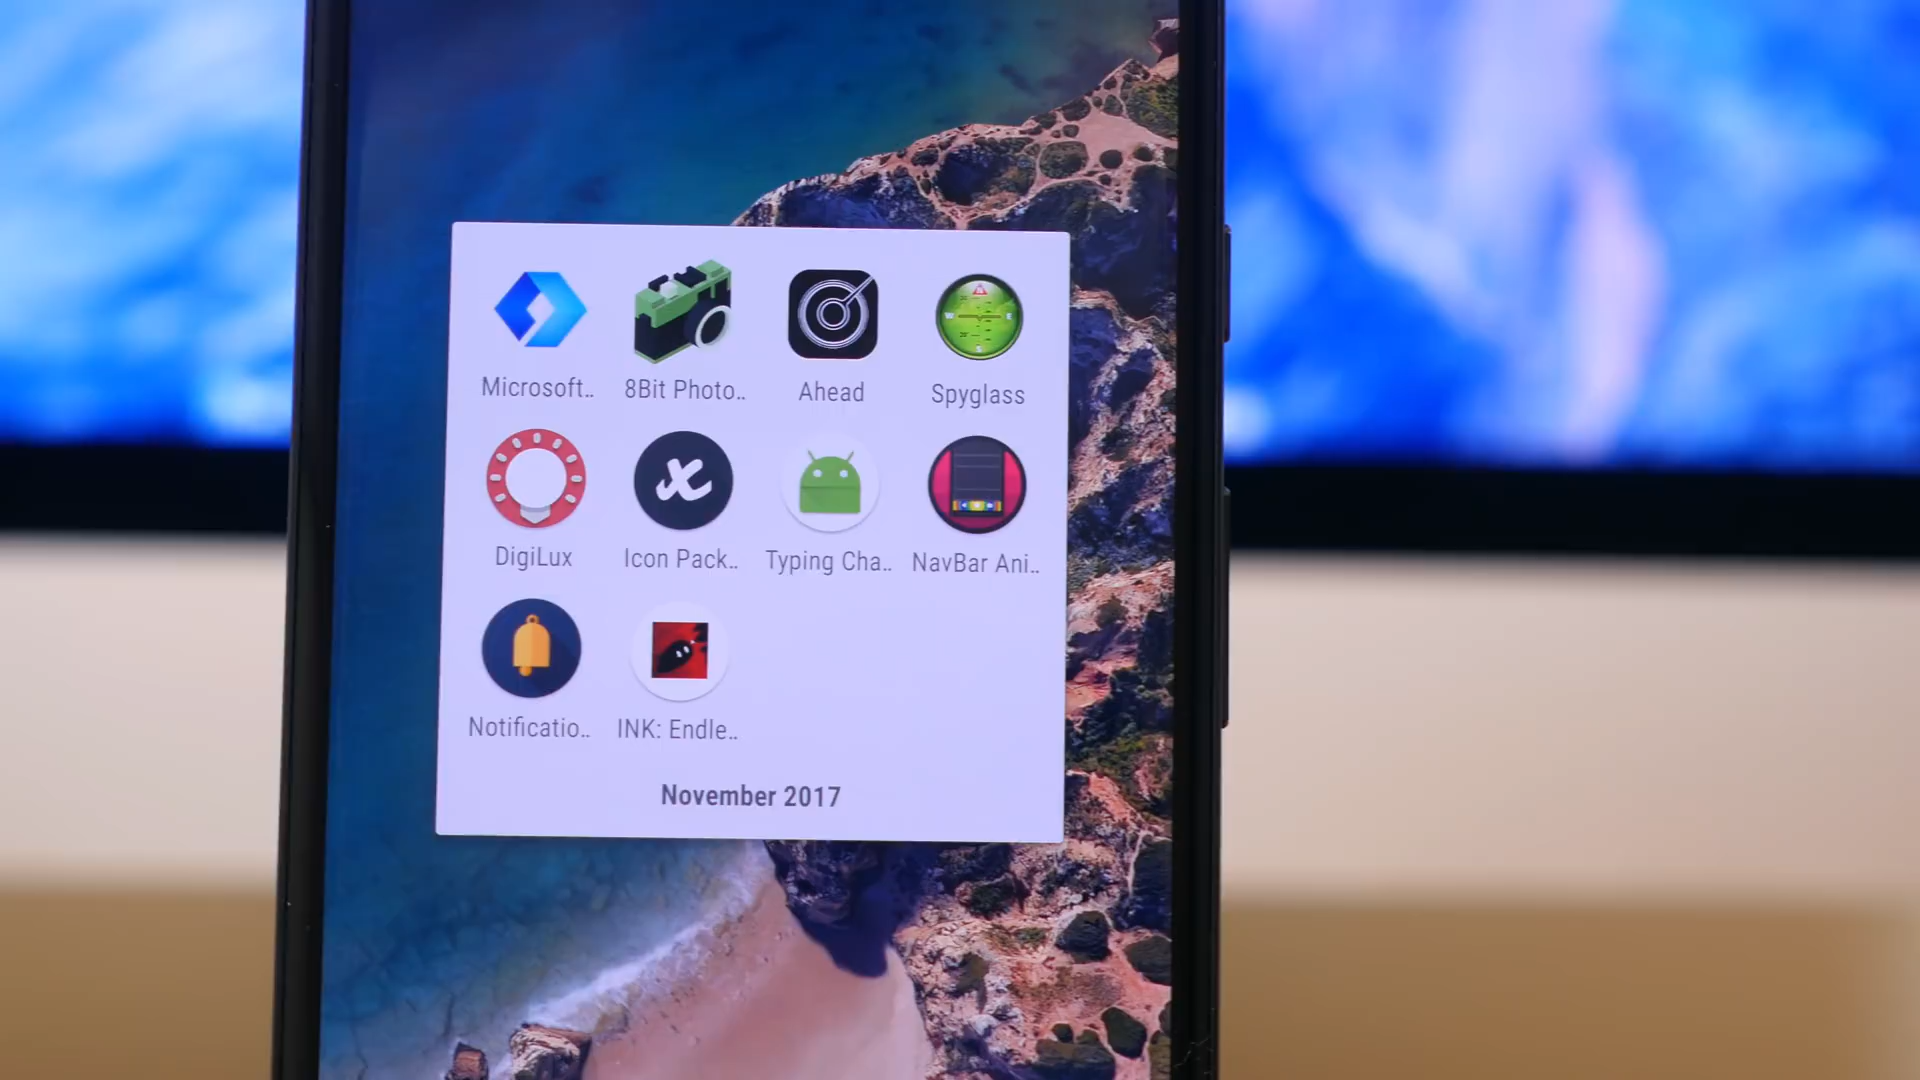 Microsoft..
8Bit Photo..
Ahead
Spyglass
DigiLux
Icon Pack..
Typing Cha..
NavBar Ani..
Notificatio..
INK: Endle..
November 2017